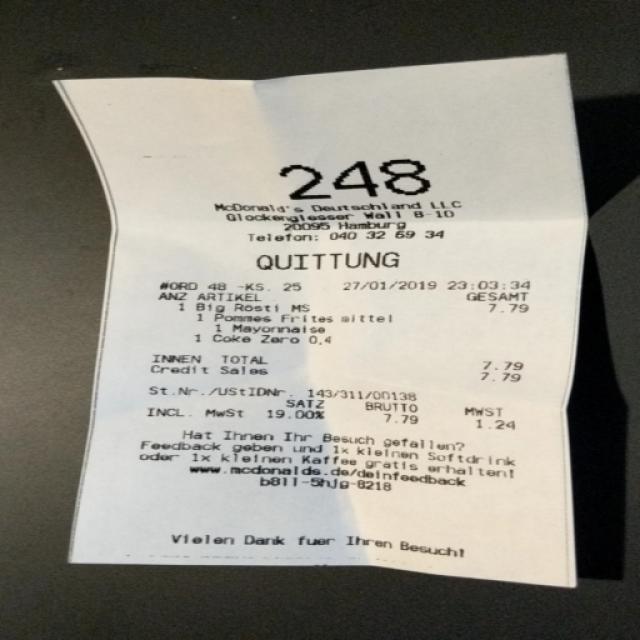 248
McDonald's Deutschland LLC
Glockengiesser Wall 8-10
20095 Hamburg
Telefon: 040 32 69 34
QUITTUNG
#ORD 48 -KS. 25 27/01/2019 23:03:34
ANZ ARTIKEL GESAMT
1 Big Rosti MS 7.79
1 Pommes Frites mittel
1 Mayonnaise
1 Coke Zero 0,4
INNEN TOTAL 7.79
Credit Sales 7.79
St.Nr./UStIDNr. 143/311/00138
SATZ BRUTTO MWST
INCL. MwSt 19.00% 7.79 1.24
Hat Ihnen Ihr Besuch gefallen?
Feedback geben und 1x kleinen Softdrink
oder 1x kleinen Kaffee gratis erhalten!
www.mcdonalds.de/deinfeedback
b811-5hjg-8218
Vielen Dank fuer Ihren Besuch!